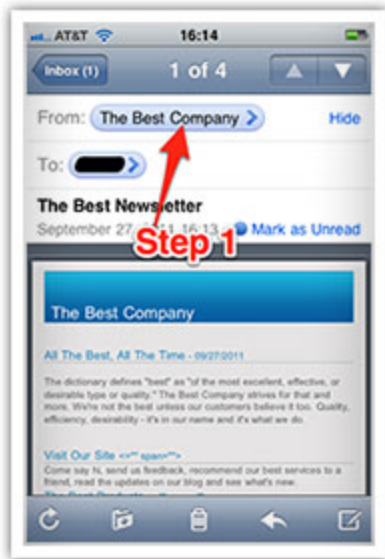 AT&T 16:14
Inbox (1) 1 of 4
From: The Best Company Hide
To:
The Best Newsletter
September 27, 2011 16:13 Mark as Unread
Step 1
The Best Company
All The Best, All The Time - 09/27/2011
The dictionary defines "best" as "of the most excellent, effective, or
desirable type or quality." The Best Company strives for that and
more. We're not the best unless our customers believe it too. Quality,
efficiency, desirability - it's in our name and it's what we do.
Visit Our Site <="" span="">
Come say hi, send us feedback, recommend our best services to a
friend, read the updates on our blog and see what's new.
The Best Products